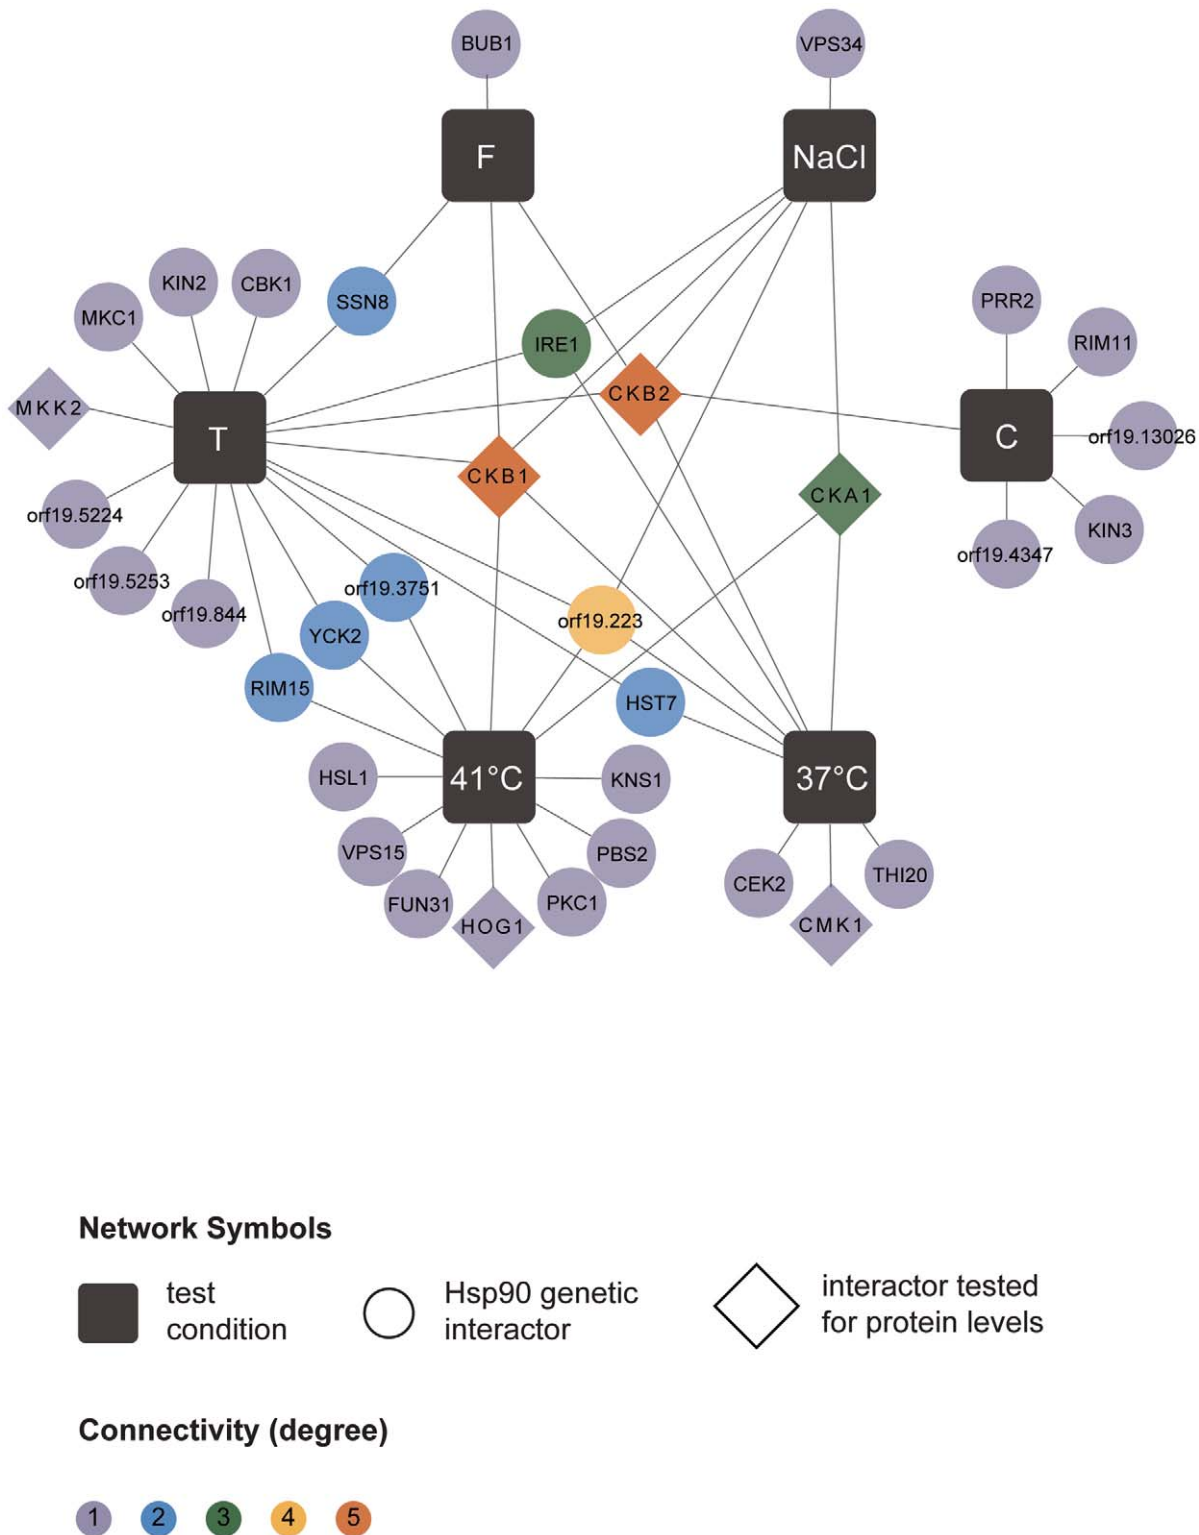 BUB1
VPS34
F
NaCl
KIN2
CBK1
SSN8
MKC1
PRR2
IRE1
RIM11
CKB2
MKK2
T
C
orf19.13026
CKB1
CKA1
orf19.5224
KIN3
orf19.4347
orf19.5253
orf19.3751
orf19.844
YCK2
orf19.223
RIM15
HST7
HSL1
41°C
KNS1
37°C
VPS15
PBS2
FUN31
PKC1
HOG1
CEK2
THI20
CMK1
Network Symbols
test
condition
Hsp90 genetic
interactor
interactor tested
for protein levels
Connectivity (degree)
1 2 3 4 5